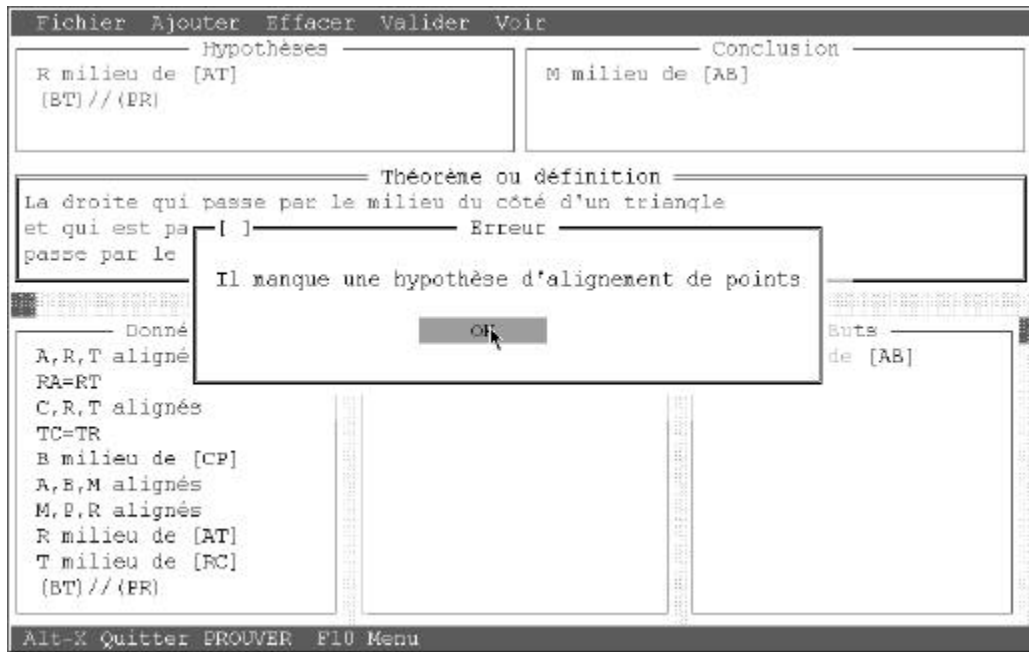 Fichier Ajouter Effacer Valider Voir
Hypothèses
R milieu de [AT]
(BT)//(PR)
Conclusion
M milieu de [AB]
Théorème ou définition
La droite qui passe par le milieu du côté d'un triangle
et qui est pa
passe par le
[ ] Erreur
Il manque une hypothèse d'alignement de points
OK
Donné
A,R,T aligné
RA=RT
C,R,T alignés
TC=TR
B milieu de [CP]
A,B,M alignés
M,P,R alignés
R milieu de [AT]
T milieu de [RC]
(BT)//(PR)
Buts
de [AB]
Alt-X Quitter PROUVER F10 Menu